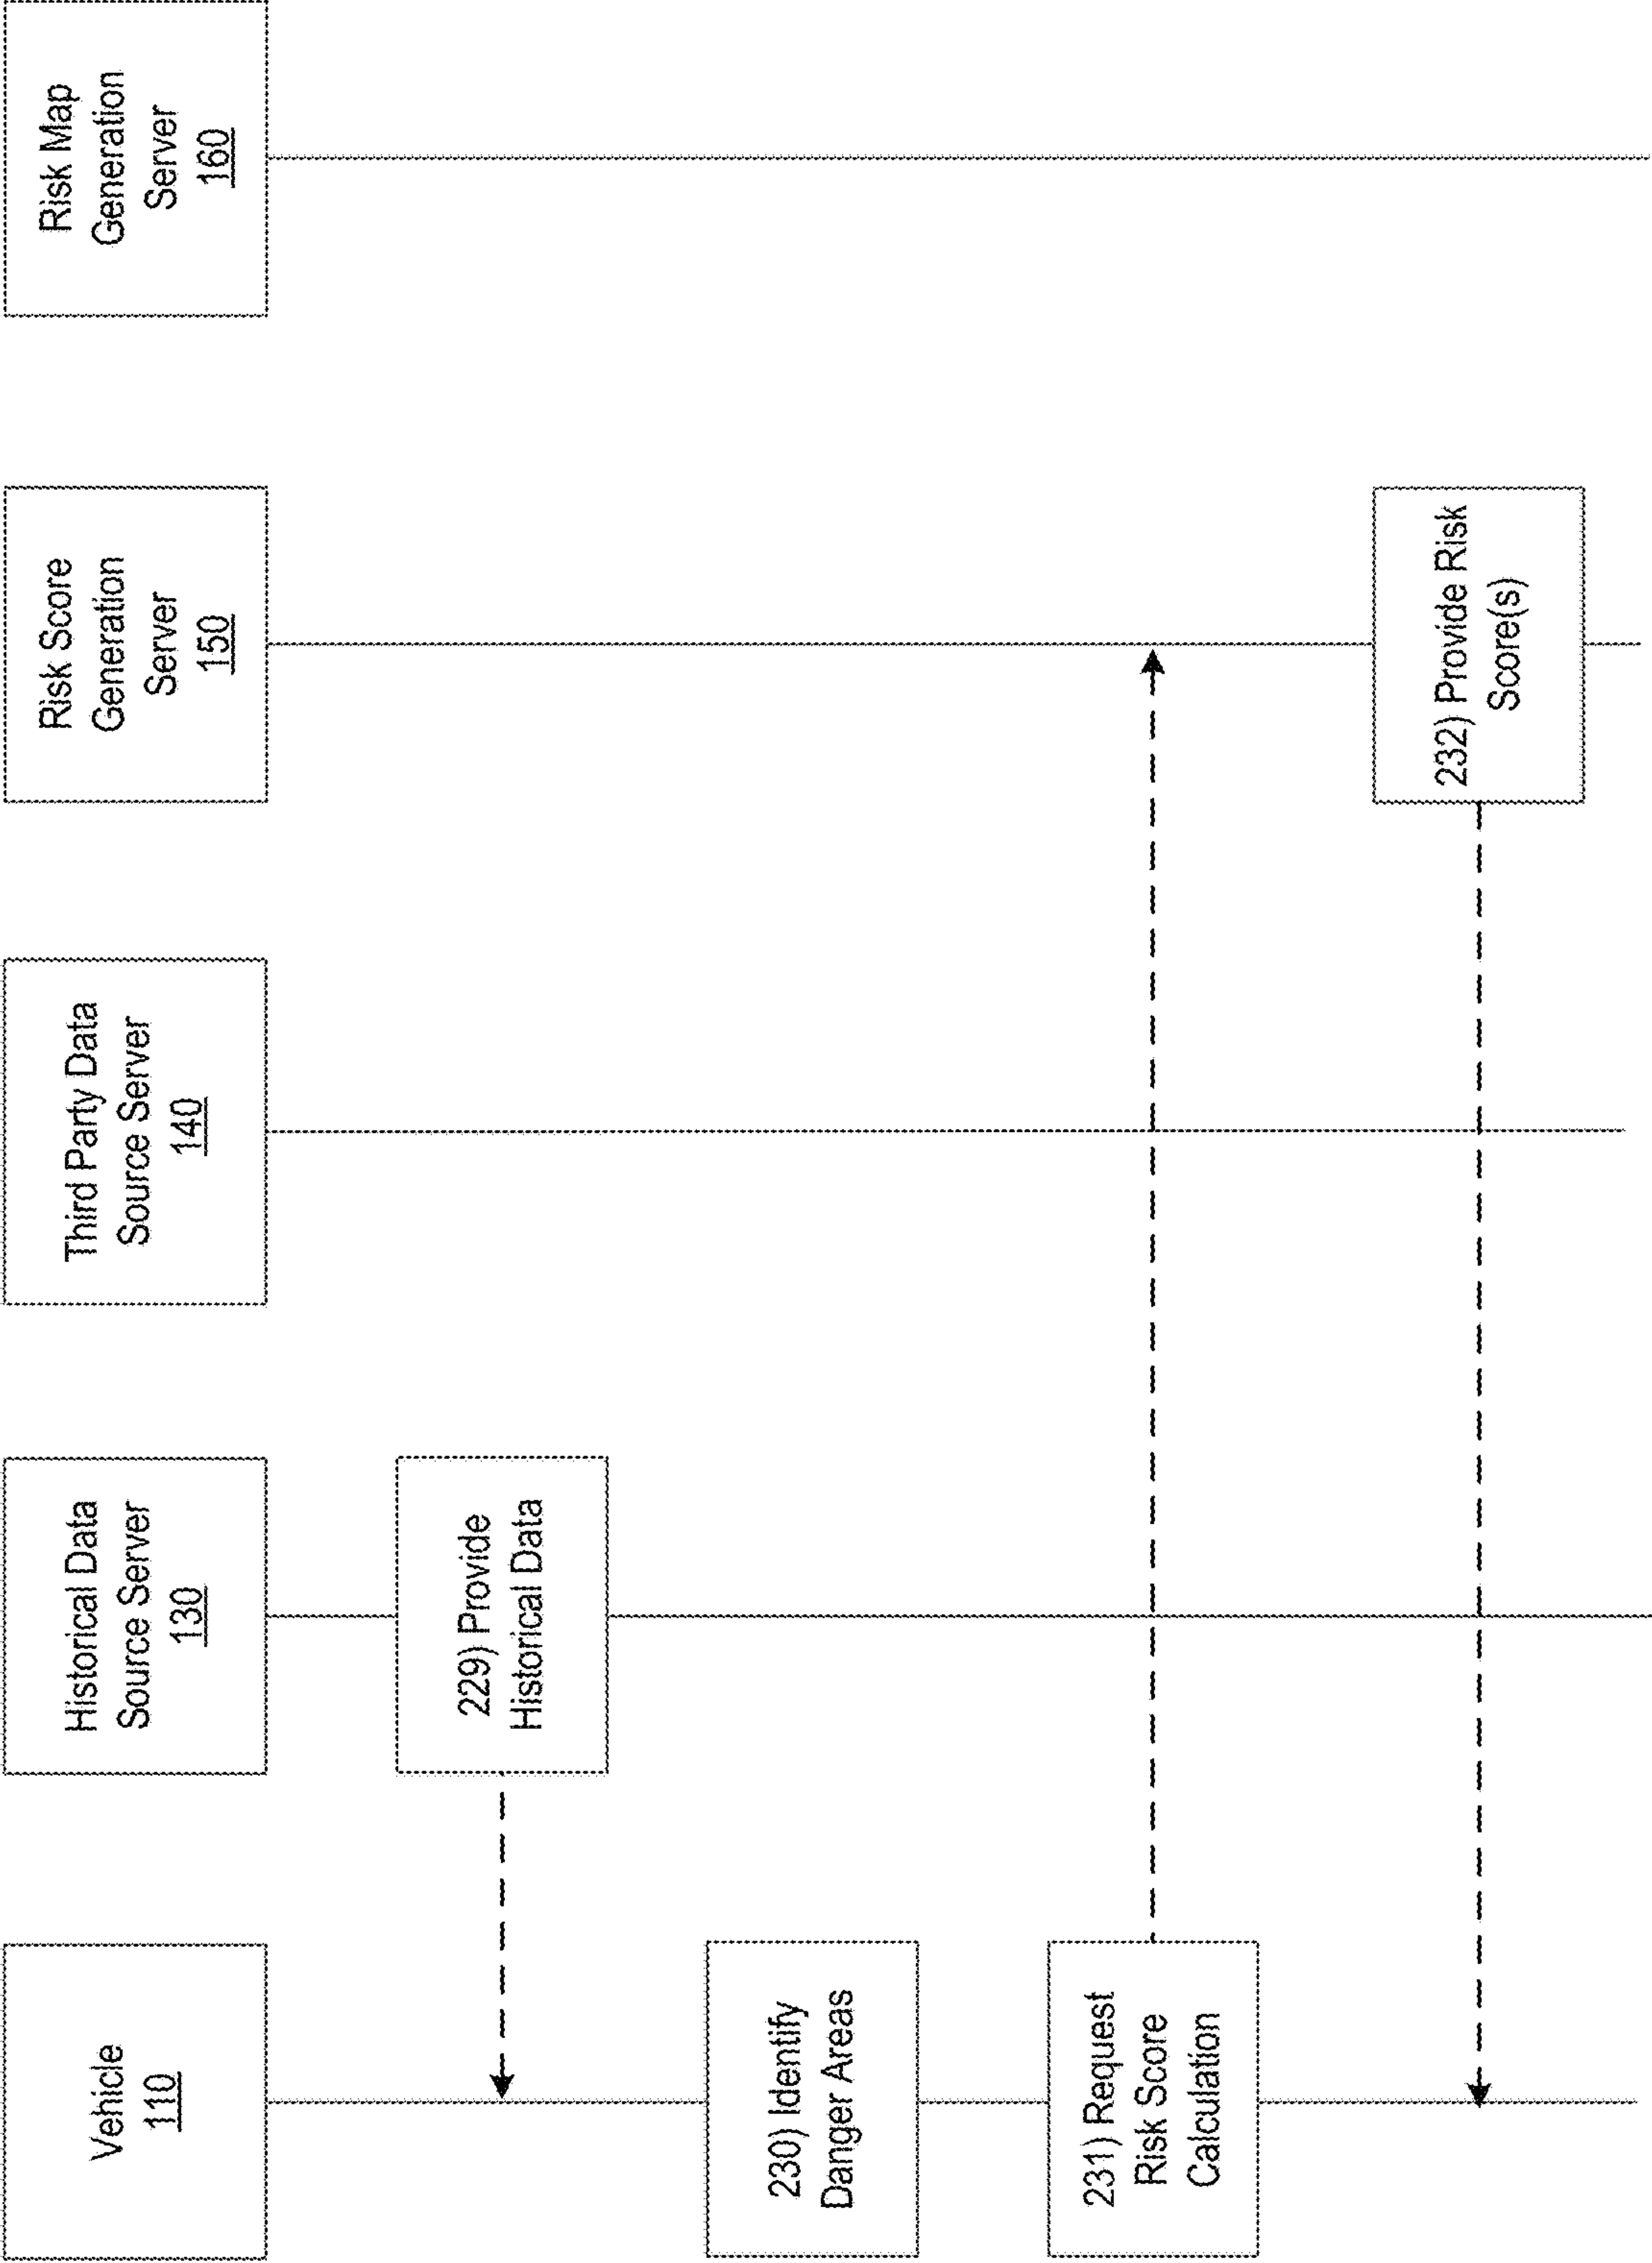 Vehicle
110
Historical Data
Source Server
130
Third Party Data
Source Server
140
Risk Score
Generation
Server
150
Risk Map
Generation
Server
160
229) Provide
Historical Data
230) Identify
Danger Areas
231) Request
Risk Score
Calculation
232) Provide Risk
Score(s)